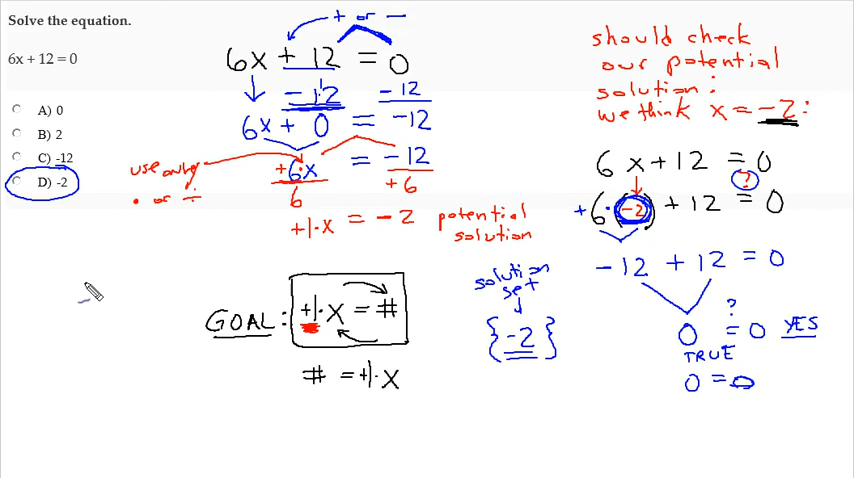 Solve the equation.
6x + 12 = 0
A) 0
B) 2
C) -12
D) -2
+ or −
6x + 12 = 0
− 12 − 12
6x + 0 = −12
use only
• or ÷
+6•x = −12
6 +6
+1•x = −2 potential
solution
GOAL: +1•x = #
# = +1•x
solution
set
{−2}
should check
our potential
solution:
we think x = −2:
6x + 12 = 0
?
+6•(−2) + 12 = 0
−12 + 12 = 0
?
0 = 0 YES
TRUE
0 = 0